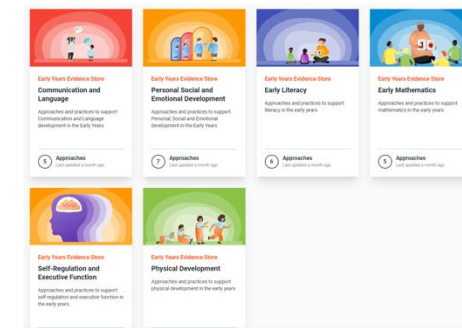 Early Years Evidence Store
Communication and
Language
Approaches and practices to support
Communication and Language
development in the Early Years
5
Approaches
Last updated a month ago
Early Years Evidence Store
Personal Social and
Emotional Development
Approaches and practices to support
Personal, Social and Emotional
development in the Early Years
7
Approaches
Last updated a month ago
Early Years Evidence Store
Early Literacy
Approaches and practices to support
literacy in the early years
6
Approaches
Last updated a month ago
Early Years Evidence Store
Early Mathematics
Approaches and practices to support
mathematics in the early years
5
Approaches
Last updated a month ago
Early Years Evidence Store
Self-Regulation and
Executive Function
Approaches and practices to support
self-regulation and executive function in
the early years
Early Years Evidence Store
Physical Development
Approaches and practices to support
physical development in the early years